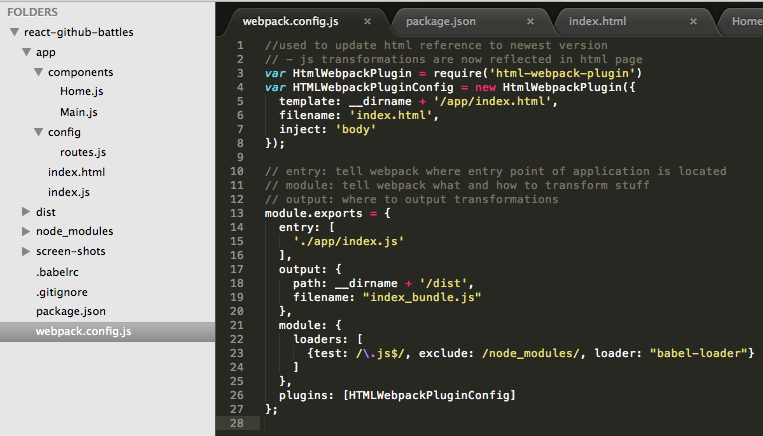 FOLDERS
react-github-battles
app
components
Home.js
Main.js
config
routes.js
index.html
index.js
dist
node_modules
screen-shots
.babelrc
.gitignore
package.json
webpack.config.js
webpack.config.js × package.json × index.html × Home
1 //used to update html reference to newest version
2 // - js transformations are now reflected in html page
3 var HtmlWebpackPlugin = require('html-webpack-plugin')
4 var HTMLWebpackPluginConfig = new HtmlWebpackPlugin({
5   template: __dirname + '/app/index.html',
6   filename: 'index.html',
7   inject: 'body'
8 });
9
10 // entry: tell webpack where entry point of application is located
11 // module: tell webpack what and how to transform stuff
12 // output: where to output transformations
13 module.exports = {
14   entry: [
15     './app/index.js'
16   ],
17   output: {
18     path: __dirname + '/dist',
19     filename: "index_bundle.js"
20   },
21   module: {
22     loaders: [
23       {test: /\.js$/, exclude: /node_modules/, loader: "babel-loader"}
24     ]
25   },
26   plugins: [HTMLWebpackPluginConfig]
27 };
28